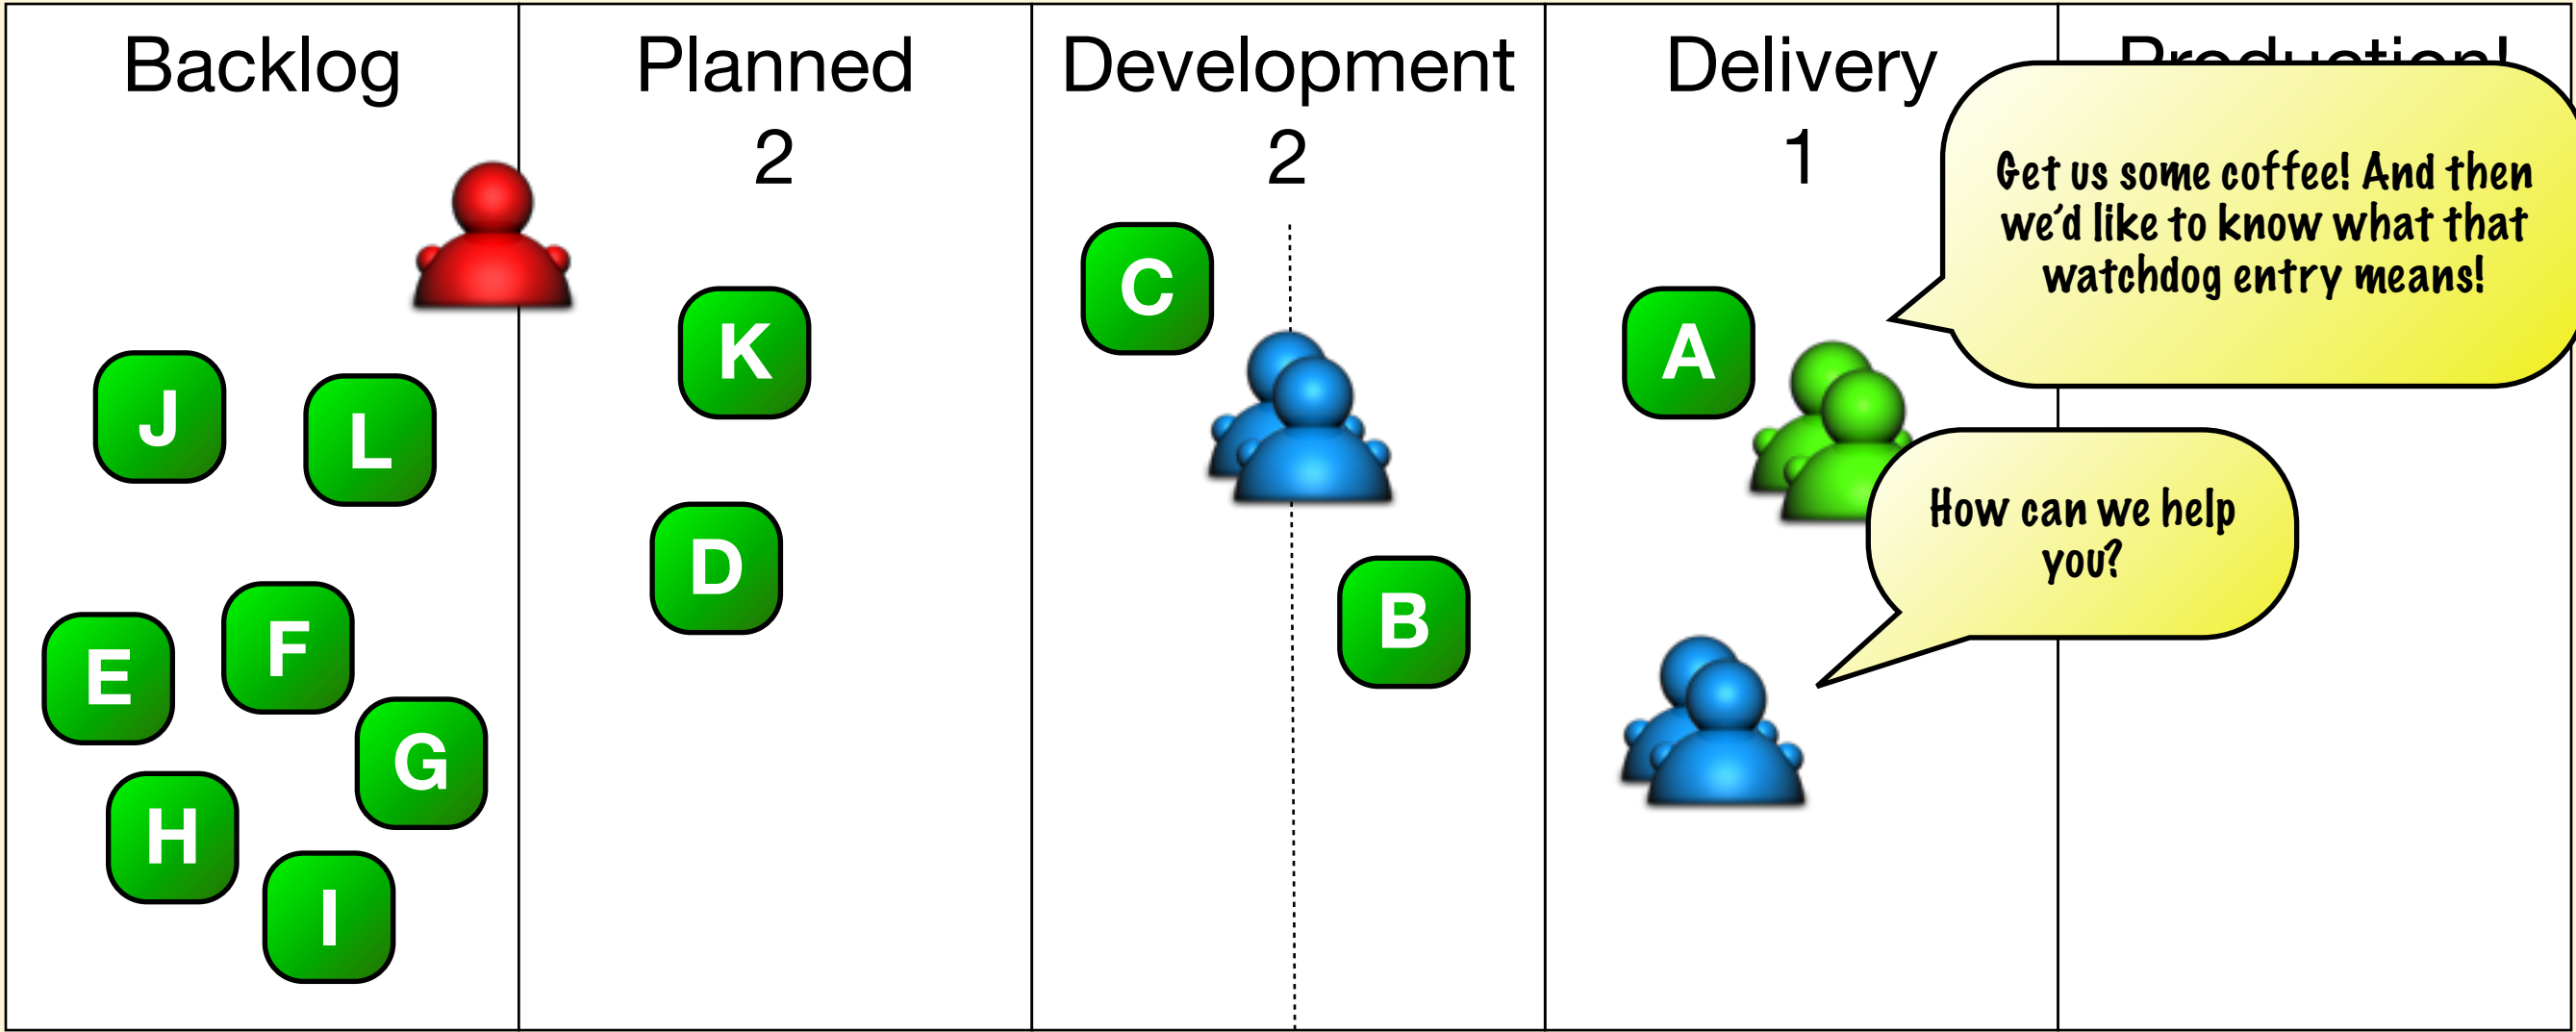 Backlog
Planned
Development
Delivery
Production!
2
2
1
Get us some coffee! And then
we'd like to know what that
watchdog entry means!
C
K
A
J
L
How can we help
you?
D
B
F
E
G
H
I